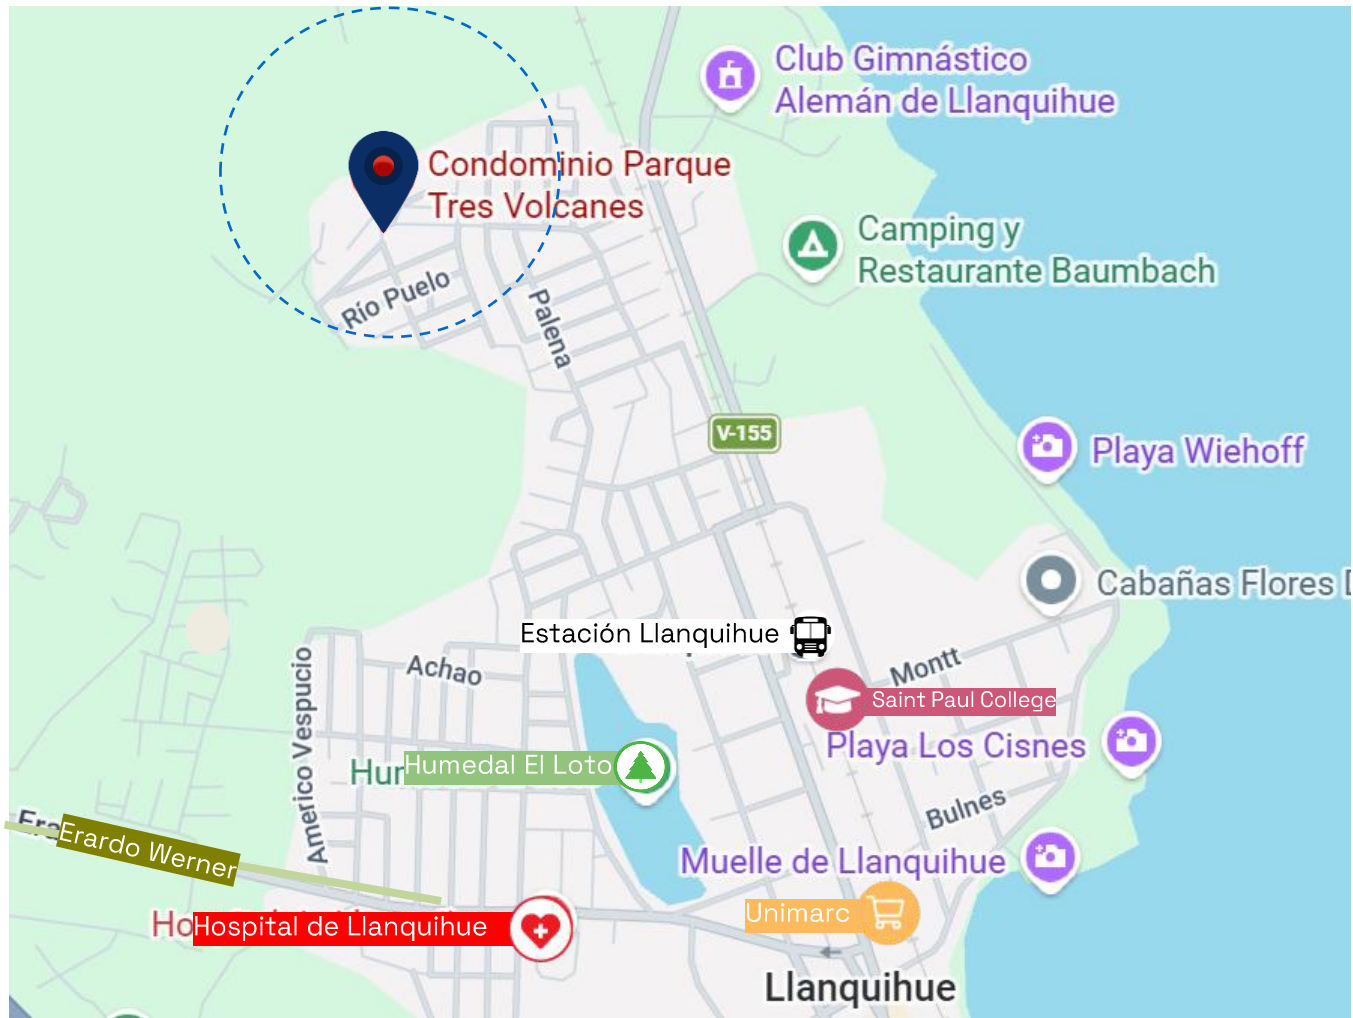 Club Gimnástico
Alemán de Llanquihue
Condominio Parque
Tres Volcanes
Camping y
Restaurante Baumbach
Río Puelo
Palena
V-155
Playa Wiehoff
Cabañas Flores D
Estación Llanquihue
Montt
Achao
Saint Paul College
Americo Vespucio
Playa Los Cisnes
Humedal El Loto
Bulnes
Erardo Werner
Muelle de Llanquihue
Unimarc
Hospital de Llanquihue
Llanquihue